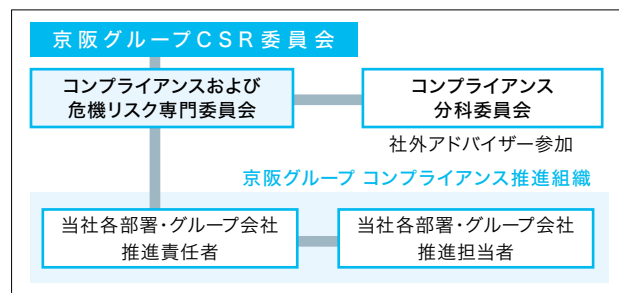 京阪グループCSR委員会
コンプライアンスおよび
危機リスク専門委員会
コンプライアンス
分科委員会
社外アドバイザー参加
京阪グループ コンプライアンス推進組織
当社各部署・グループ会社
推進責任者
当社各部署・グループ会社
推進担当者